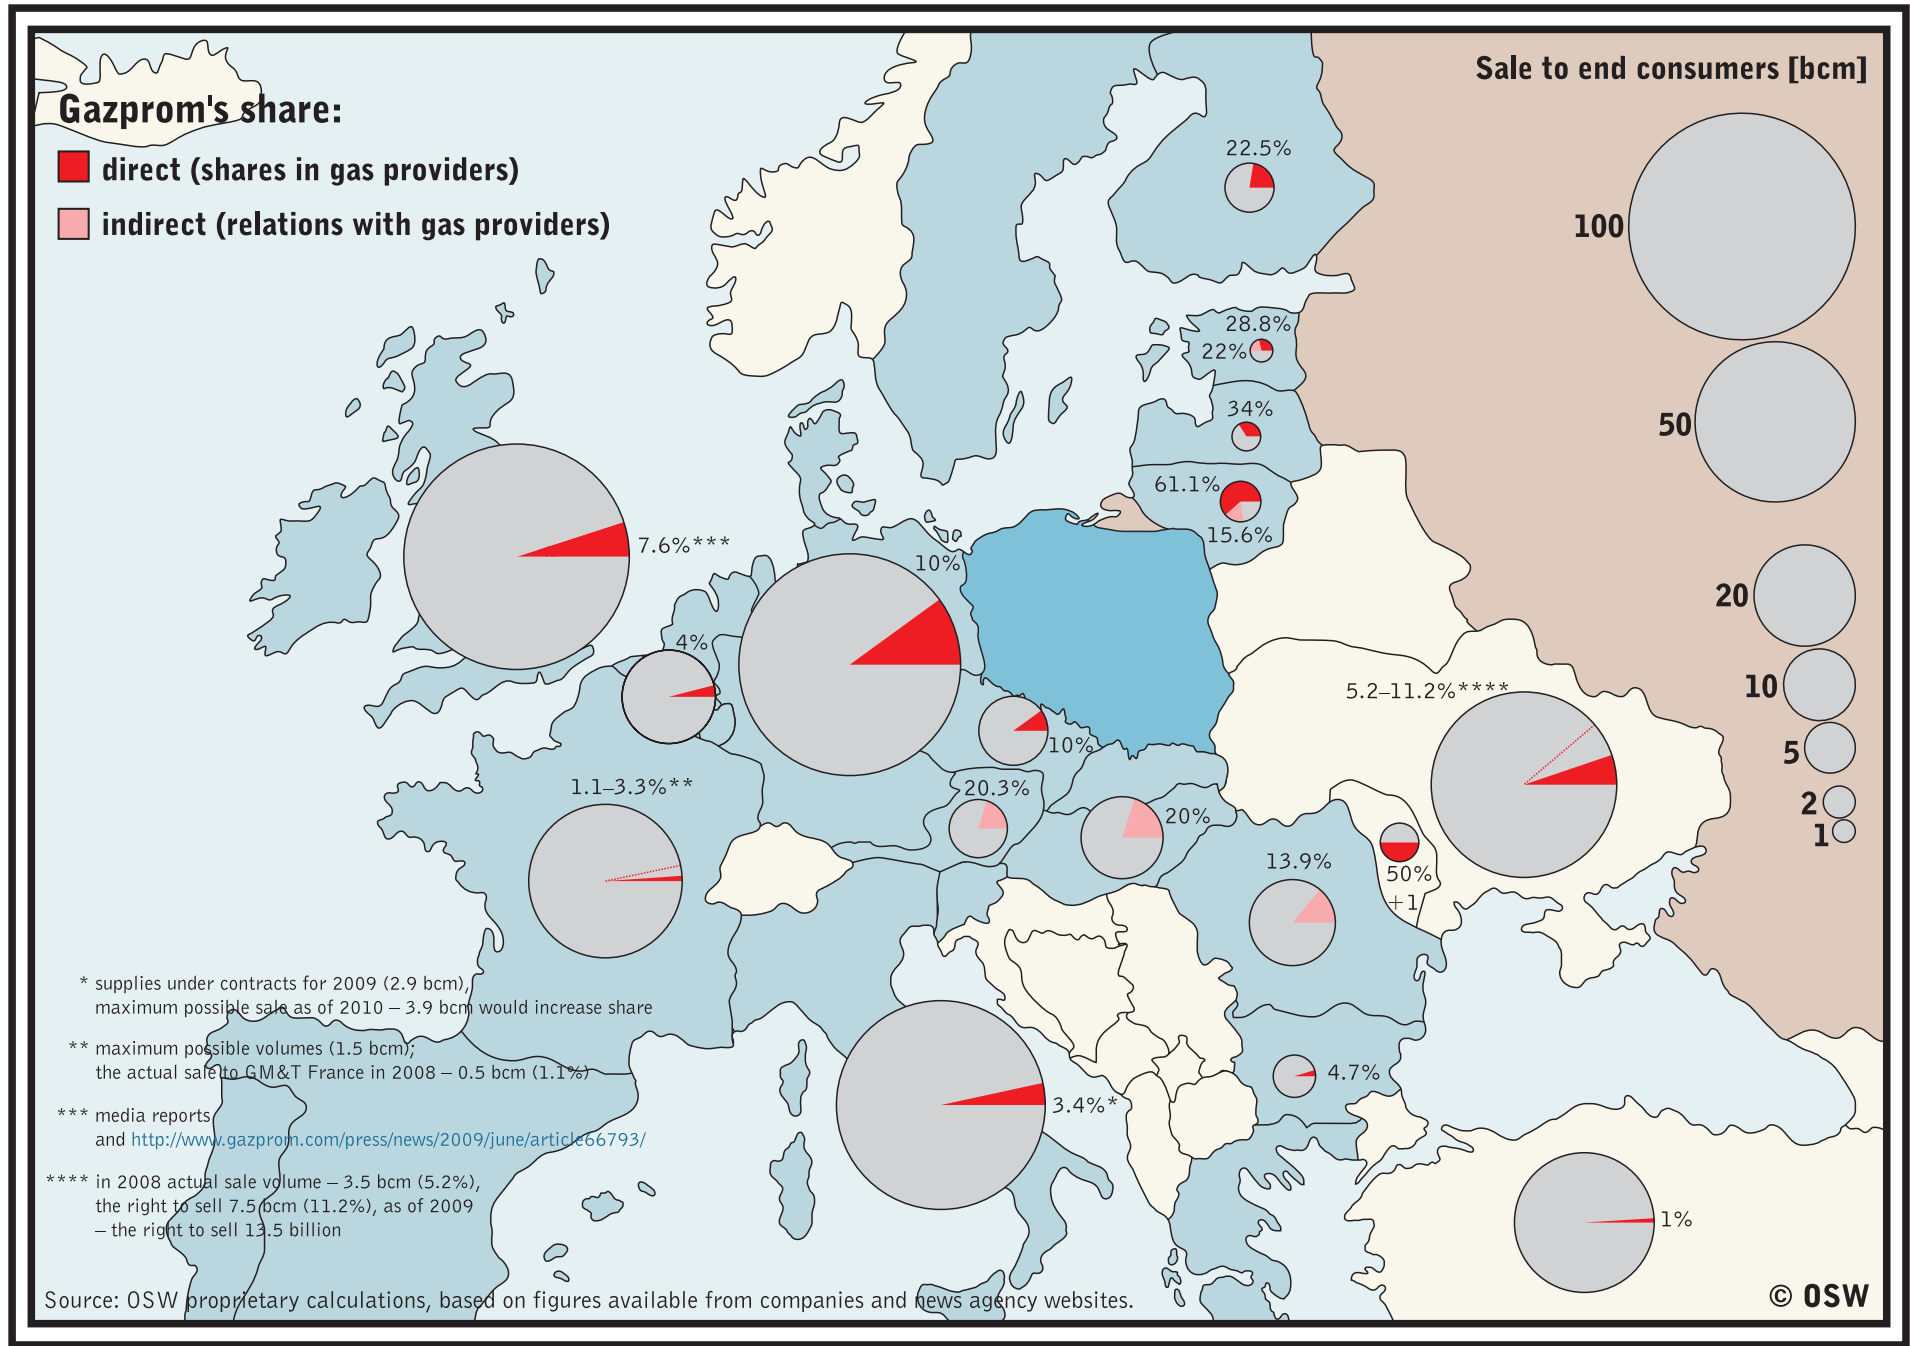 Sale to end consumers [bcm]
Gazprom's share:
direct (shares in gas providers)
indirect (relations with gas providers)
100
50
20
10
5
2
1
22.5%
28.8%
22%
34%
61.1%
15.6%
7.6%***
10%
4%
5.2–11.2%****
10%
1.1–3.3%**
20.3%
20%
13.9%
50%
+1
4.7%
3.4%*
1%
* supplies under contracts for 2009 (2.9 bcm),
maximum possible sale as of 2010 – 3.9 bcm would increase share
** maximum possible volumes (1.5 bcm);
the actual sale to GM&T France in 2008 – 0.5 bcm (1.1%)
*** media reports
and http://www.gazprom.com/press/news/2009/june/article66793/
**** in 2008 actual sale volume – 3.5 bcm (5.2%),
the right to sell 7.5 bcm (11.2%), as of 2009
– the right to sell 13.5 billion
Source: OSW proprietary calculations, based on figures available from companies and news agency websites.
© OSW